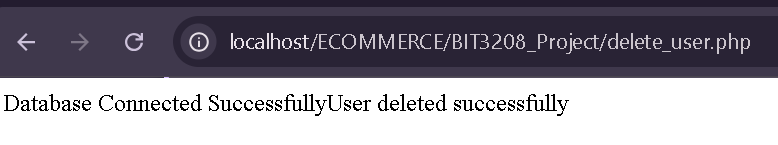 localhost/ECOMMERCE/BIT3208_Project/delete_user.php
Database Connected SuccessfullyUser deleted successfully